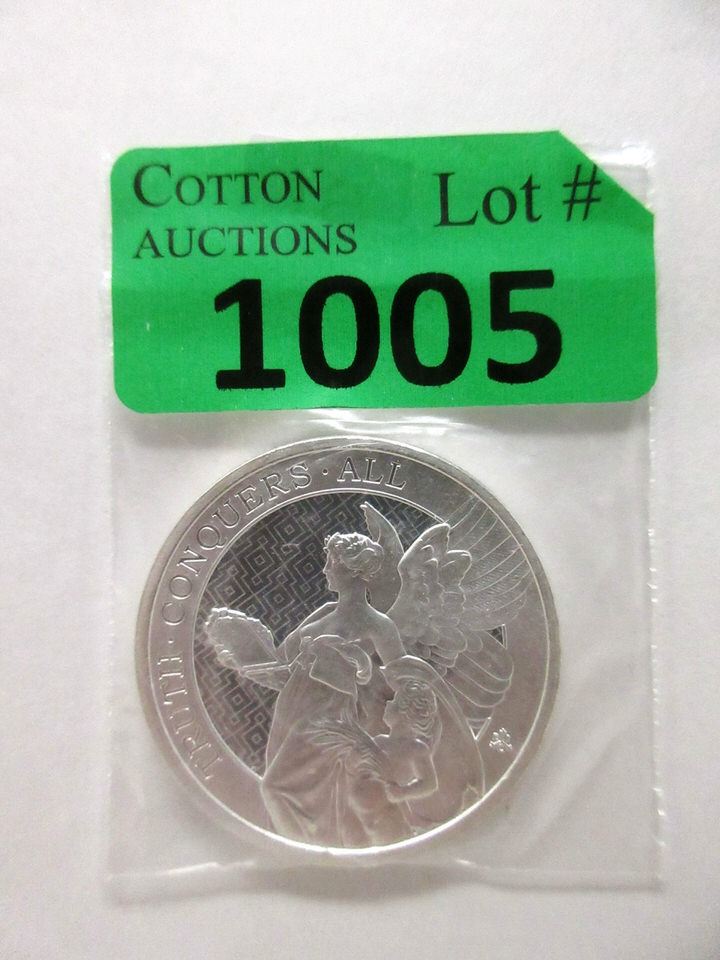 COTTON
AUCTIONS
Lot #
1005
TRUTH · CONQUERS · ALL